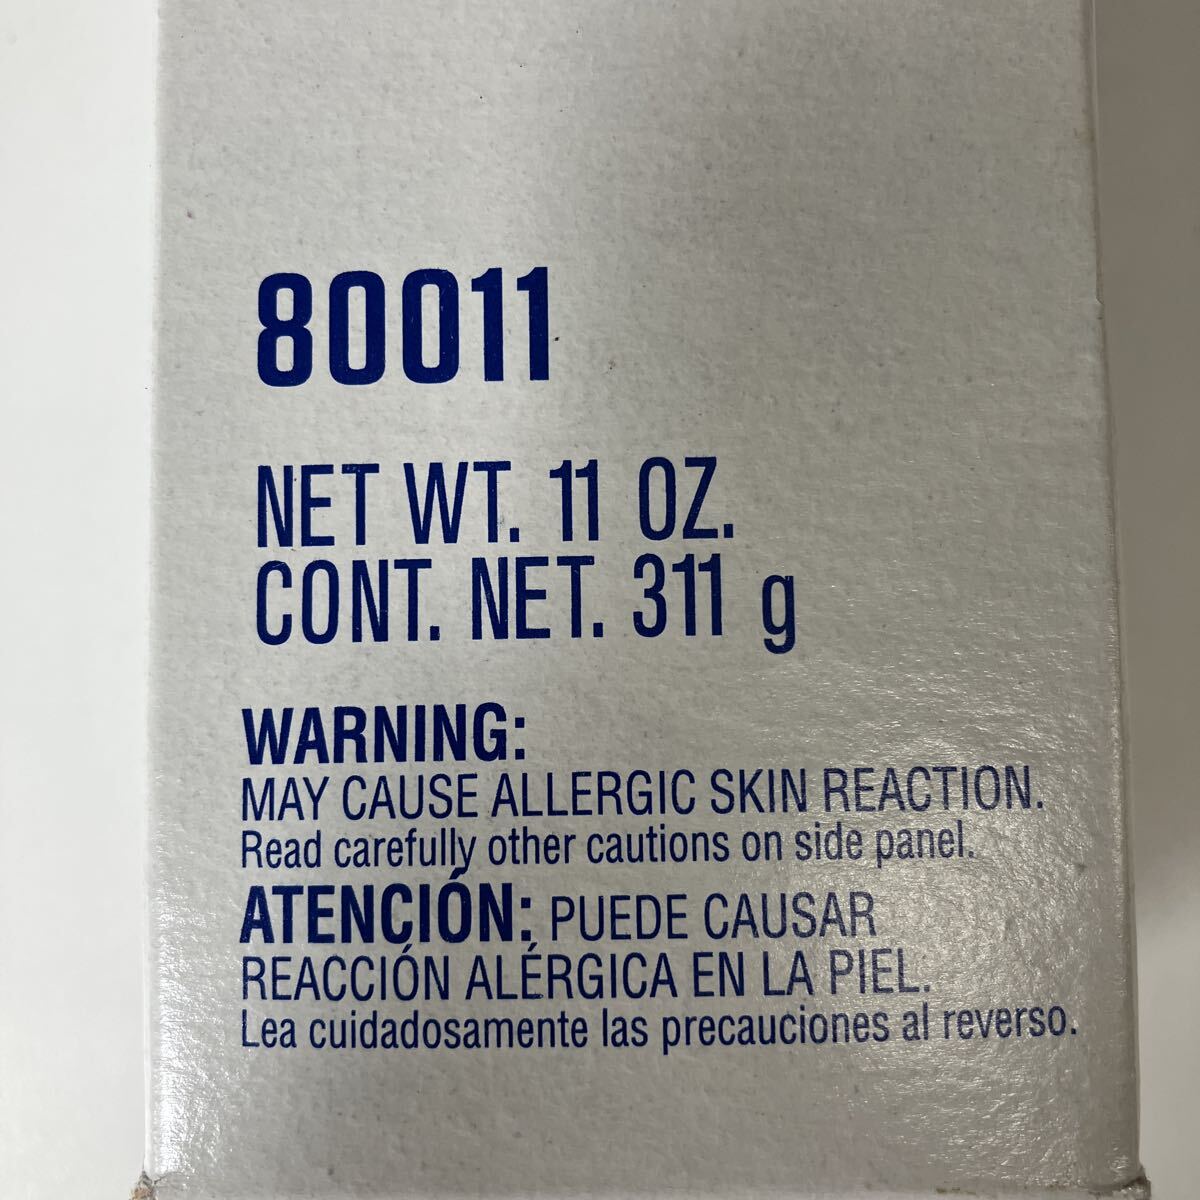 80011
NET WT. 11 OZ.
CONT. NET. 311 g
WARNING:
MAY CAUSE ALLERGIC SKIN REACTION.
Read carefully other cautions on side panel.
ATENCIÓN: PUEDE CAUSAR
REACCIÓN ALÉRGICA EN LA PIEL.
Lea cuidadosamente las precauciones al reverso.